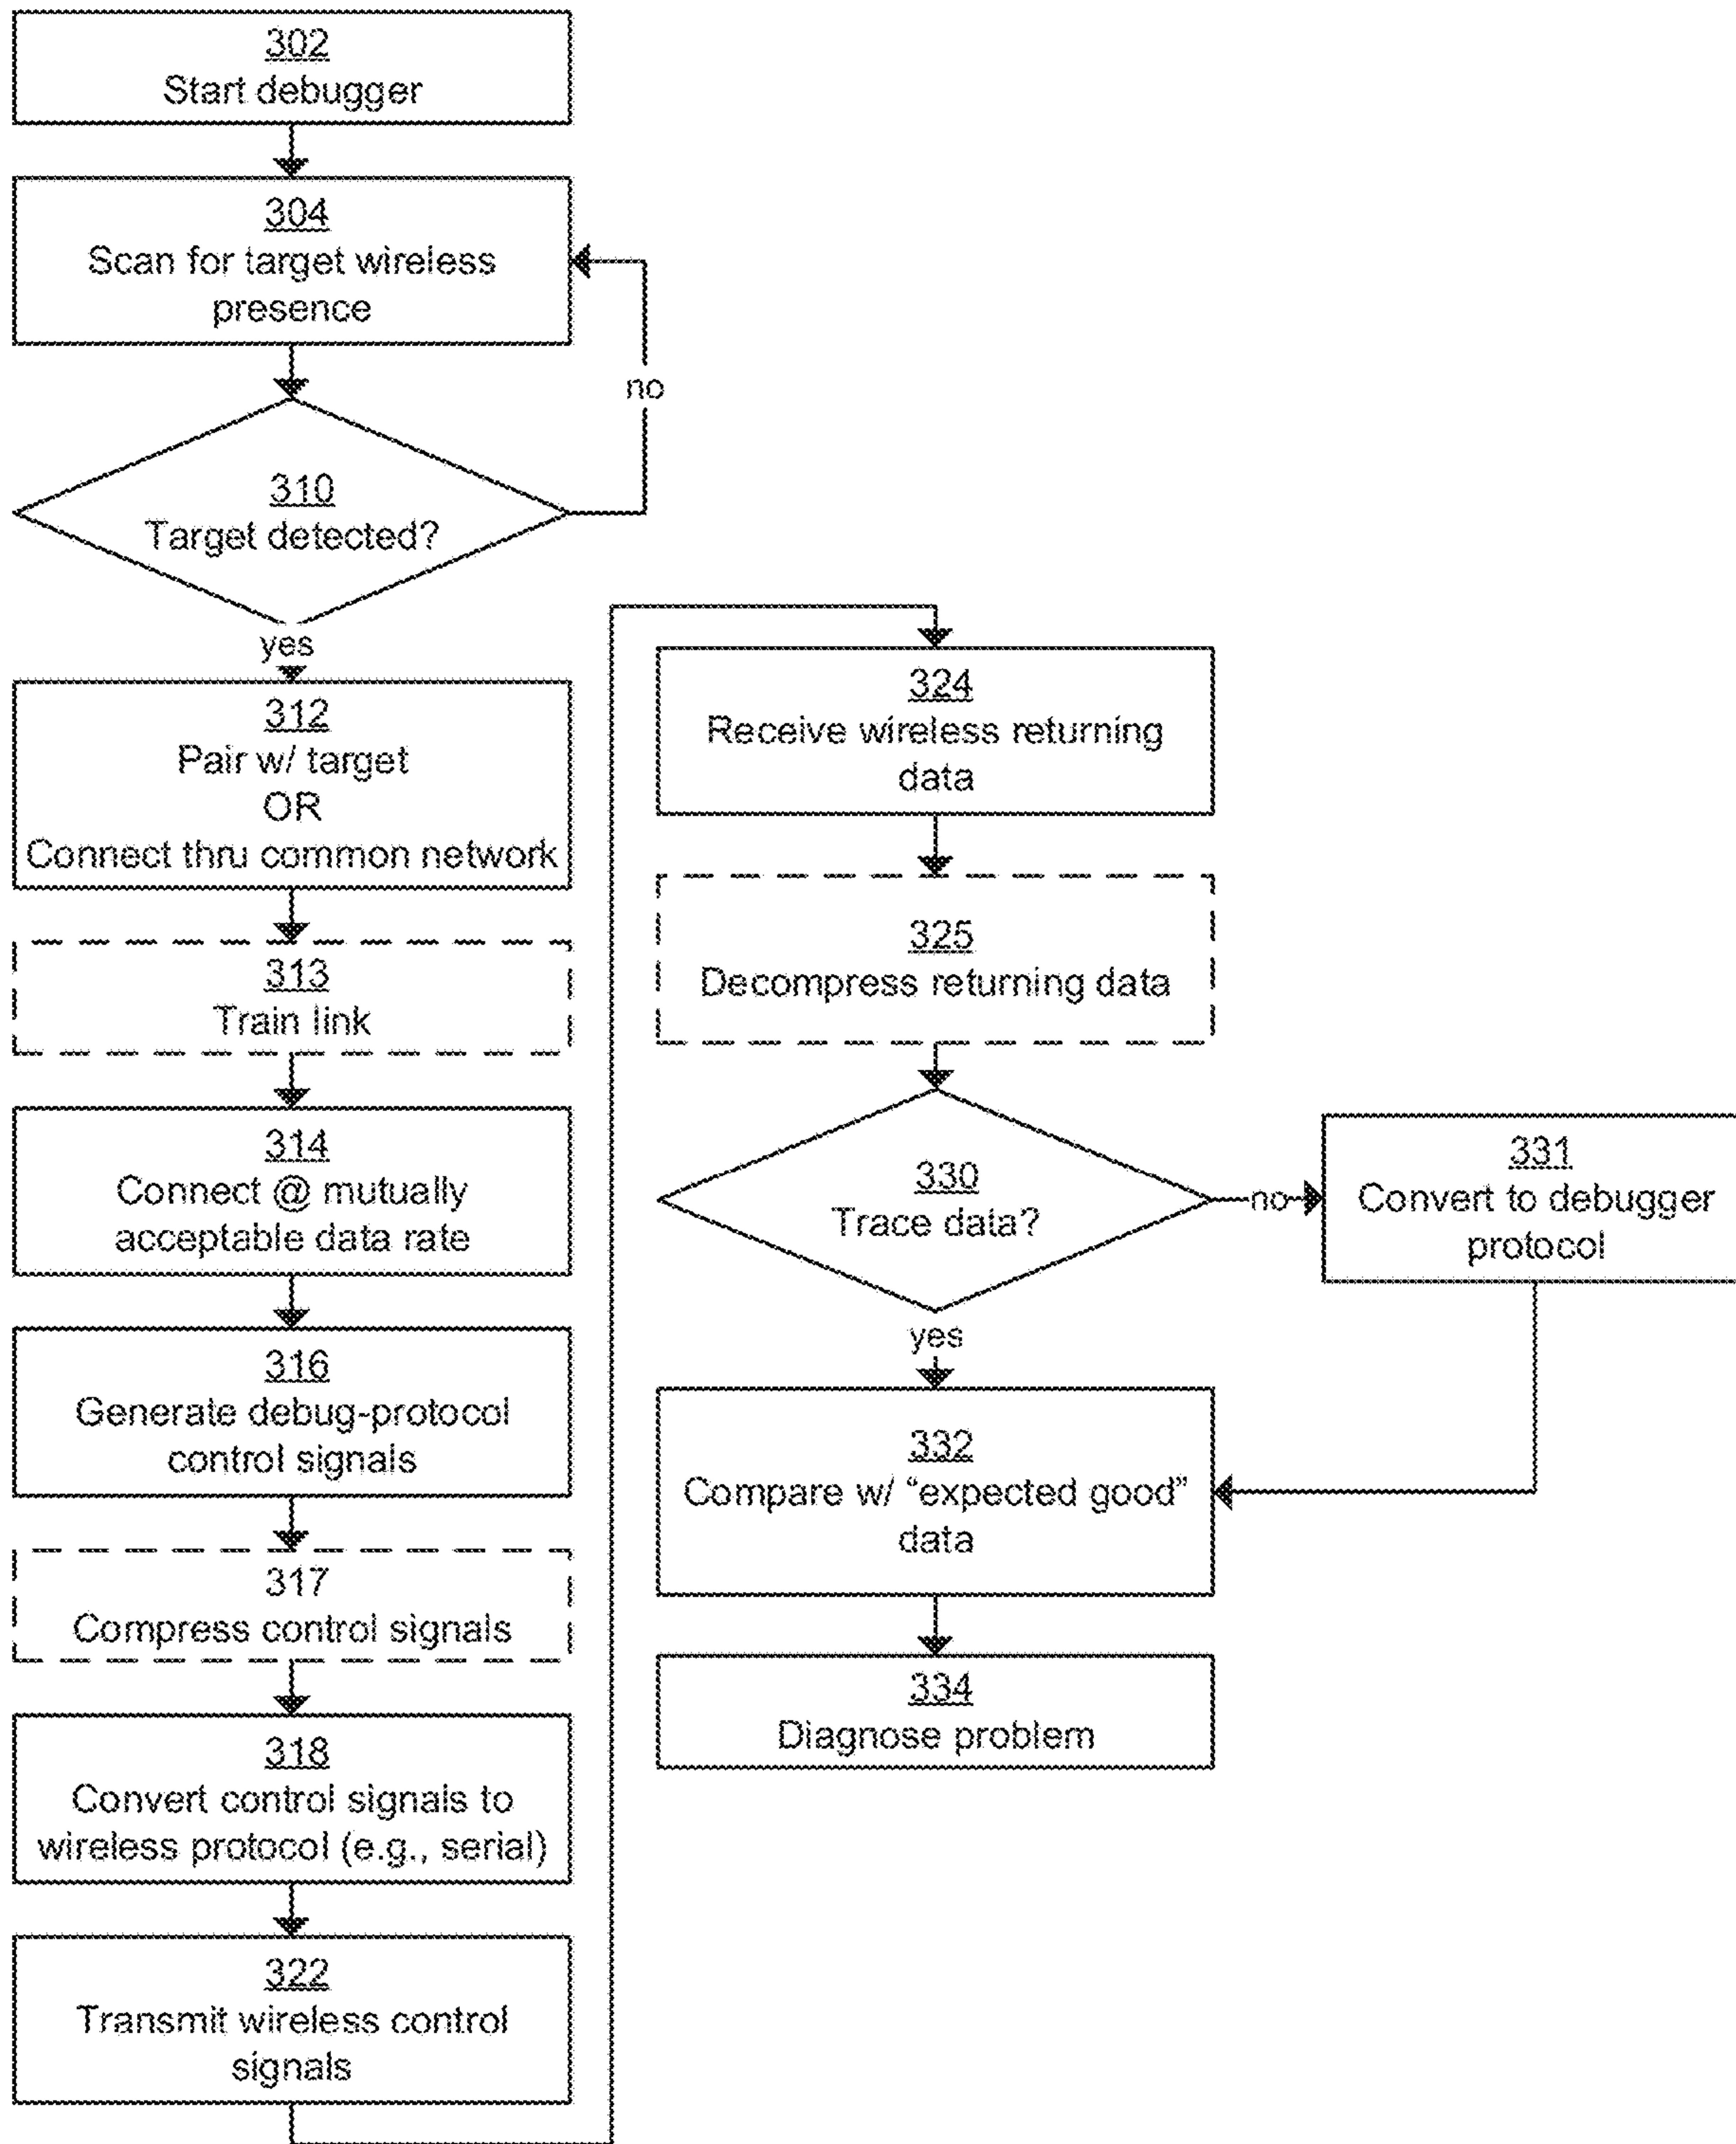 302
Start debugger
304
Scan for target wireless
presence
no
310
Target detected?
yes
312
Pair w/ target
OR
Connect thru common network
313
Train link
314
Connect @ mutually
acceptable data rate
316
Generate debug-protocol
control signals
317
Compress control signals
318
Convert control signals to
wireless protocol (e.g., serial)
322
Transmit wireless control
signals
324
Receive wireless returning
data
325
Decompress returning data
330
Trace data?
no
331
Convert to debugger
protocol
yes
332
Compare w/ “expected good”
data
334
Diagnose problem